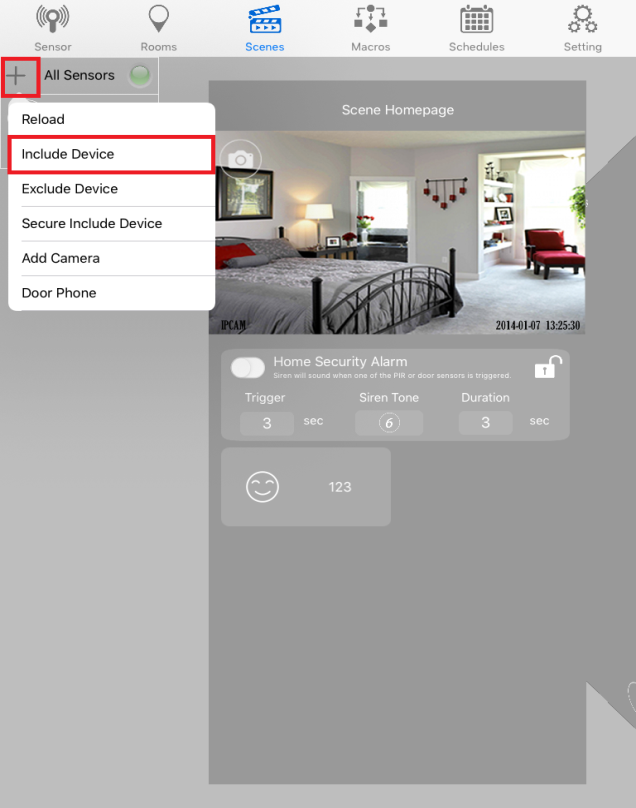 Sensor
Rooms
Scenes
Macros
Schedules
Setting
All Sensors
Reload
Include Device
Exclude Device
Secure Include Device
Add Camera
Door Phone
Scene Homepage
IPCAM
2014-01-07 13:25:30
Home Security Alarm
Siren will sound when one of the PIR or door sensors is triggered.
Trigger
Siren Tone
Duration
3
sec
6
3
sec
123